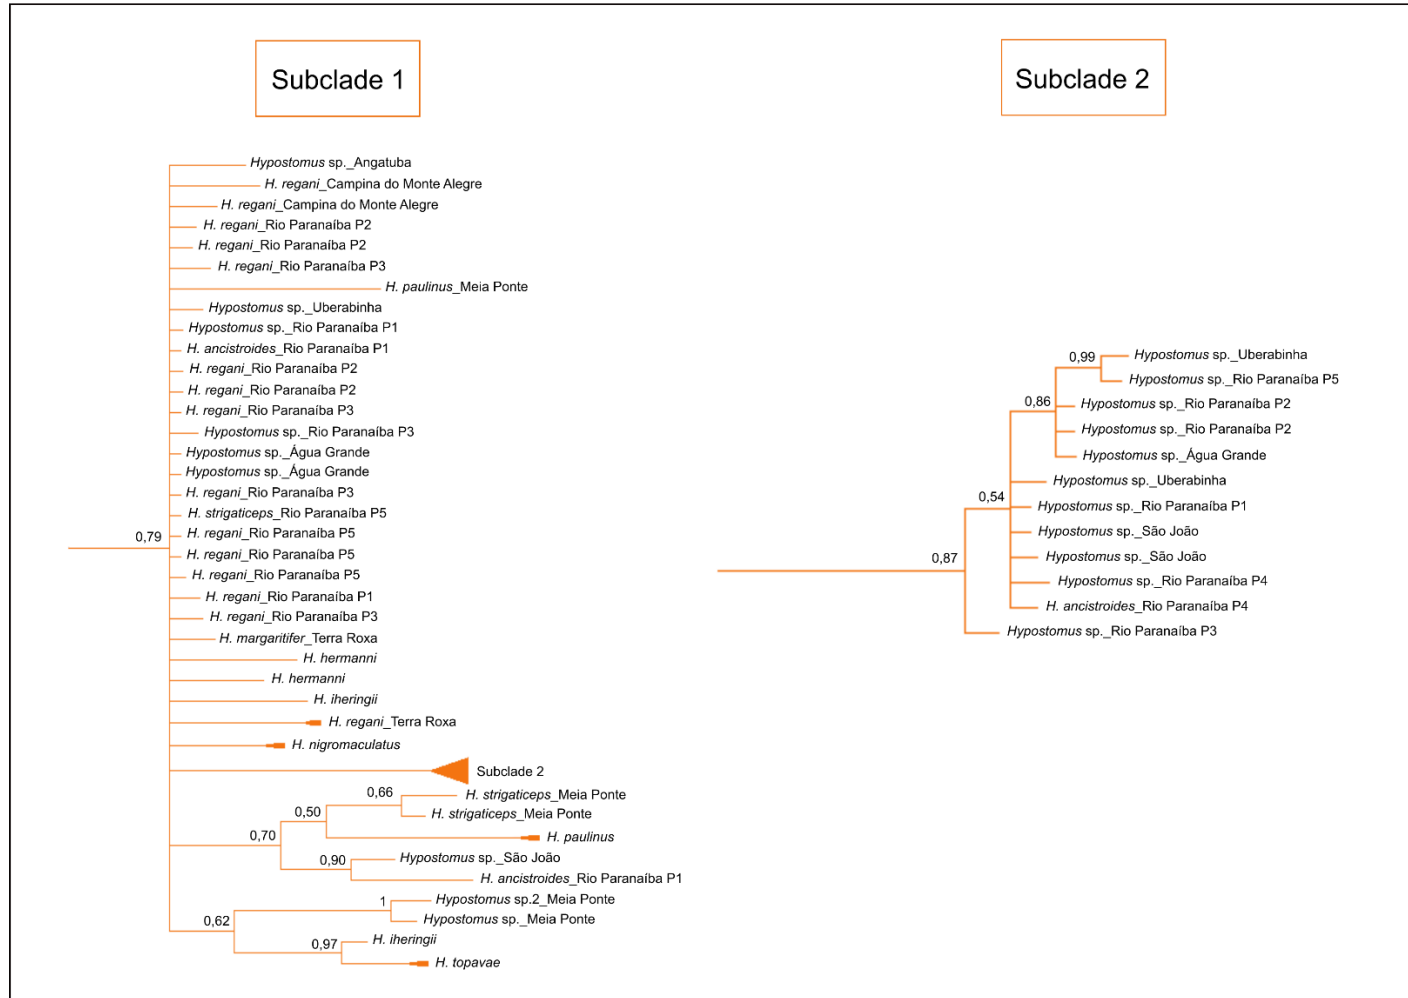 Subclade 1
Hypostomus sp._Angatuba
H. regani_Campina do Monte Alegre
H. regani_Campina do Monte Alegre
H. regani_Rio Paranaíba P2
H. regani_Rio Paranaíba P2
H. regani_Rio Paranaíba P3
H. paulinus_Meia Ponte
Hypostomus sp._Uberabinha
Hypostomus sp._Rio Paranaíba P1
H. ancistroides_Rio Paranaíba P1
H. regani_Rio Paranaíba P2
H. regani_Rio Paranaíba P2
H. regani_Rio Paranaíba P3
Hypostomus sp._Rio Paranaíba P3
Hypostomus sp._Água Grande
Hypostomus sp._Água Grande
H. regani_Rio Paranaíba P3
H. strigaticeps_Rio Paranaíba P5
H. regani_Rio Paranaíba P5
0,79
H. regani_Rio Paranaíba P5
H. regani_Rio Paranaíba P5
H. regani_Rio Paranaíba P1
H. regani_Rio Paranaíba P3
H. margaritifer_Terra Roxa
H. hermanni
H. hermanni
H. iheringii
H. regani_Terra Roxa
H. nigromaculatus
Subclade 2
0,66
H. strigaticeps_Meia Ponte
0,50
H. strigaticeps_Meia Ponte
0,70
H. paulinus
0,90
Hypostomus sp._São João
H. ancistroides_Rio Paranaíba P1
1
Hypostomus sp.2_Meia Ponte
0,62
Hypostomus sp._Meia Ponte
0,97
H. iheringii
H. topavae
Subclade 2
0,99
Hypostomus sp._Uberabinha
Hypostomus sp._Rio Paranaíba P5
0,86
Hypostomus sp._Rio Paranaíba P2
Hypostomus sp._Rio Paranaíba P2
Hypostomus sp._Água Grande
Hypostomus sp._Uberabinha
0,54
Hypostomus sp._Rio Paranaíba P1
Hypostomus sp._São João
0,87
Hypostomus sp._São João
Hypostomus sp._Rio Paranaíba P4
H. ancistroides_Rio Paranaíba P4
Hypostomus sp._Rio Paranaíba P3